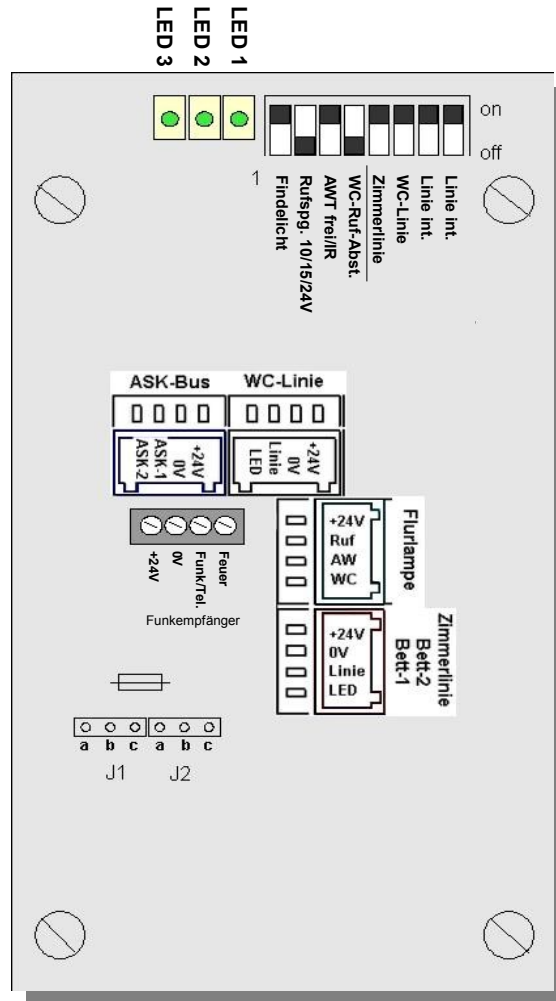 LED 3
LED 2
LED 1
on
off
1
Findelicht
Rufspg. 10/15/24V
AWT frei/IR
WC-Ruf-Abst.
Zimmerlinie
WC-Linie
Linie int.
Linie int.
ASK-Bus
WC-Linie
ASK-2
ASK-1
0V
+24V
LED
Linie
0V
+24V
+24V
0V
Funk/Tel.
Feuer
Funkempfänger
+24V
Ruf
AW
WC
Flurlampe
+24V
0V
Linie
LED
Zimmerlinie
Bett-2
Bett-1
a b c a b c
J1 J2